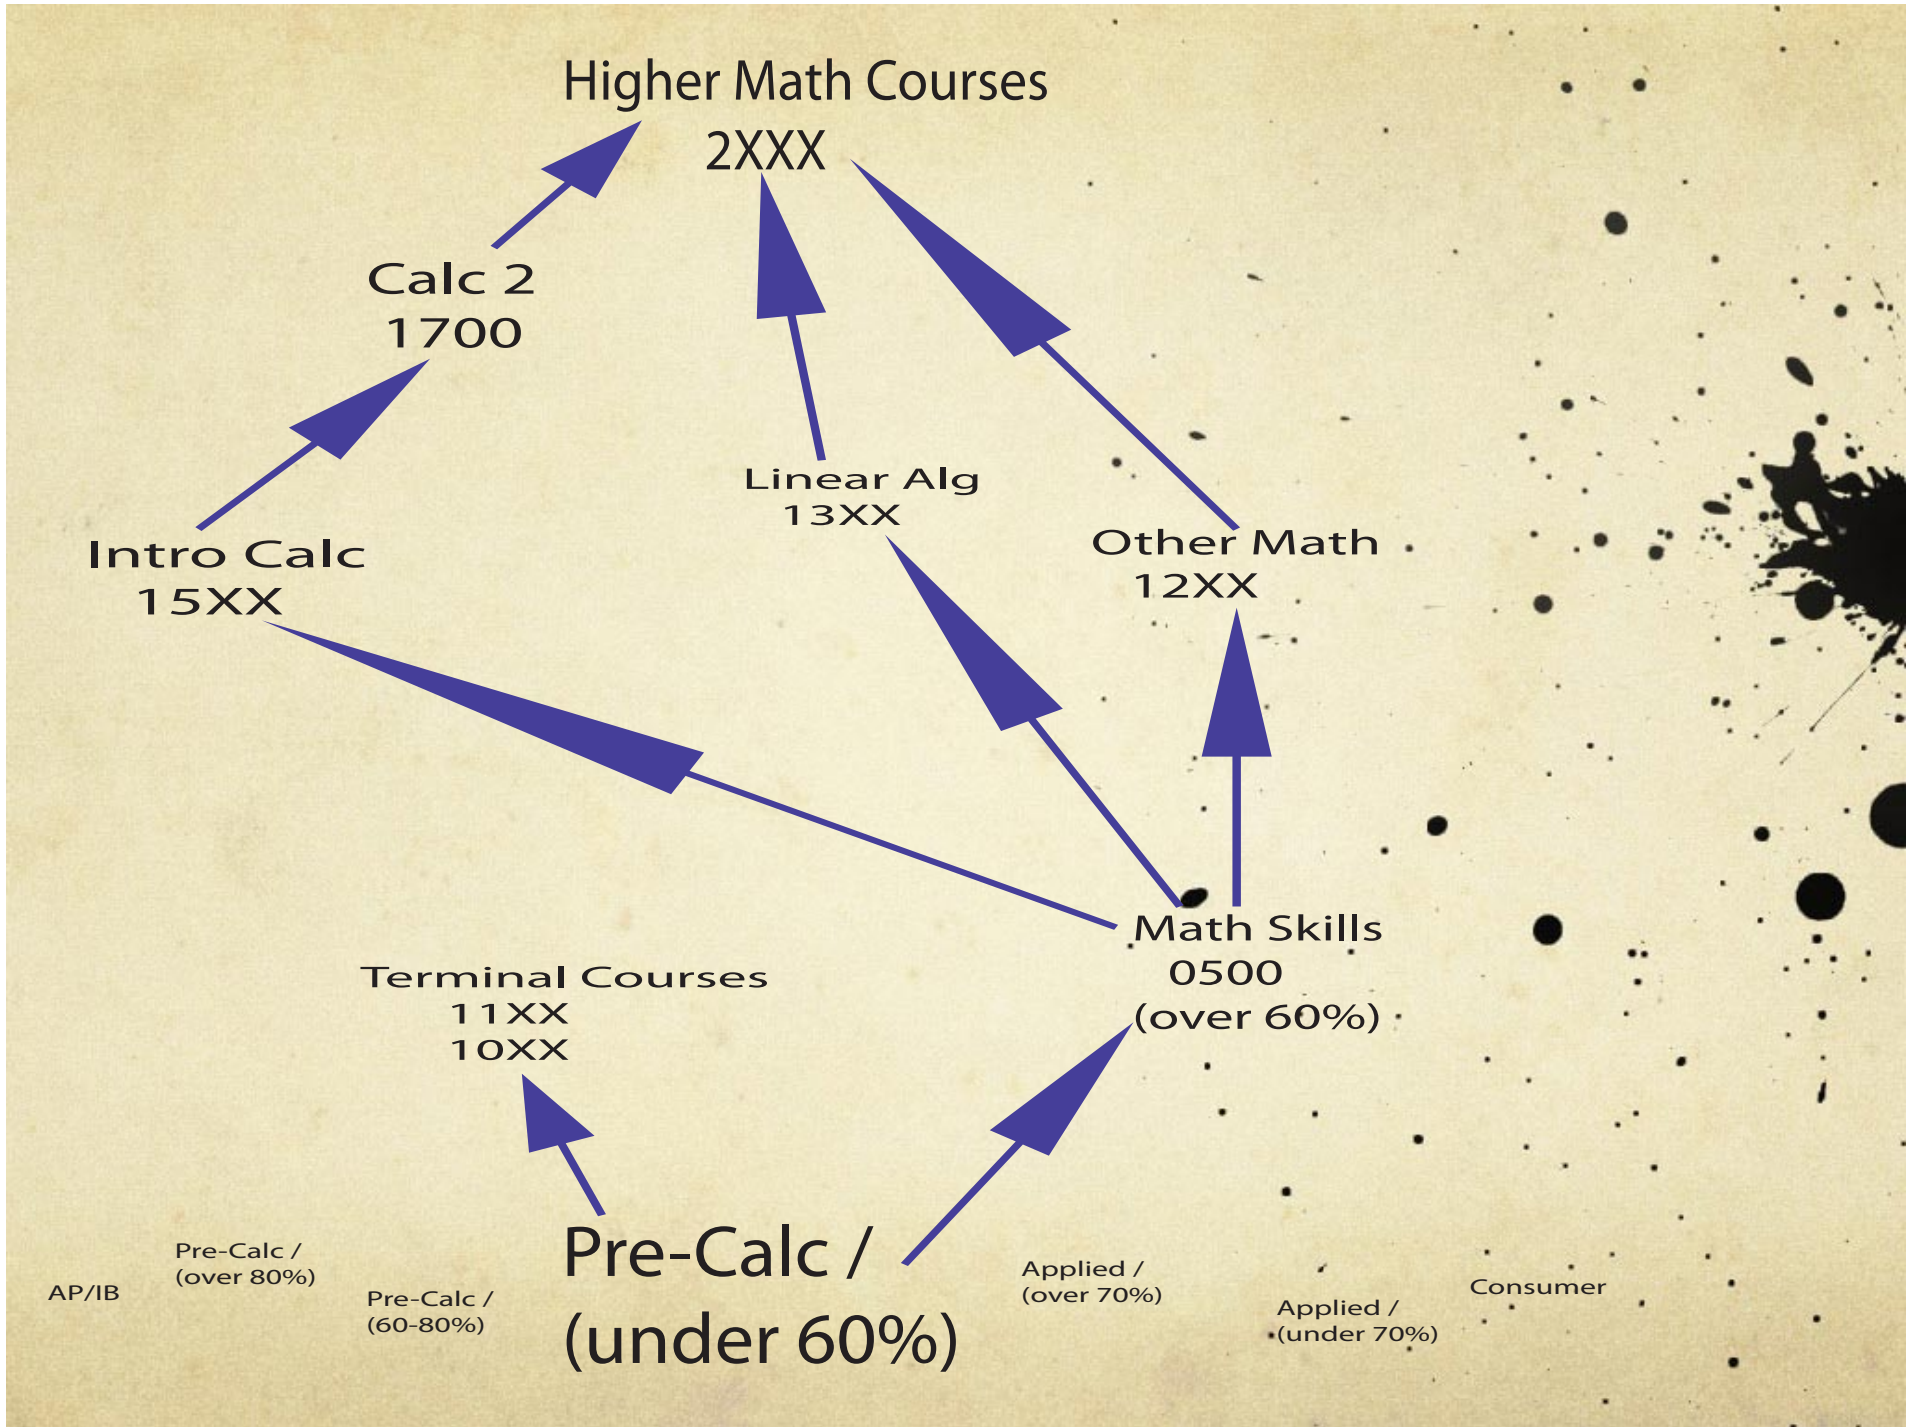 Higher Math Courses
2XXX
Calc 2
1700
Linear Alg
13XX
Other Math
12XX
Intro Calc
15XX
Math Skills
0500
(over 60%)
Terminal Courses
11XX
10XX
AP/IB
Pre-Calc /
(over 80%)
Pre-Calc /
(60-80%)
Pre-Calc /
(under 60%)
Applied /
(over 70%)
Applied /
(under 70%)
Consumer